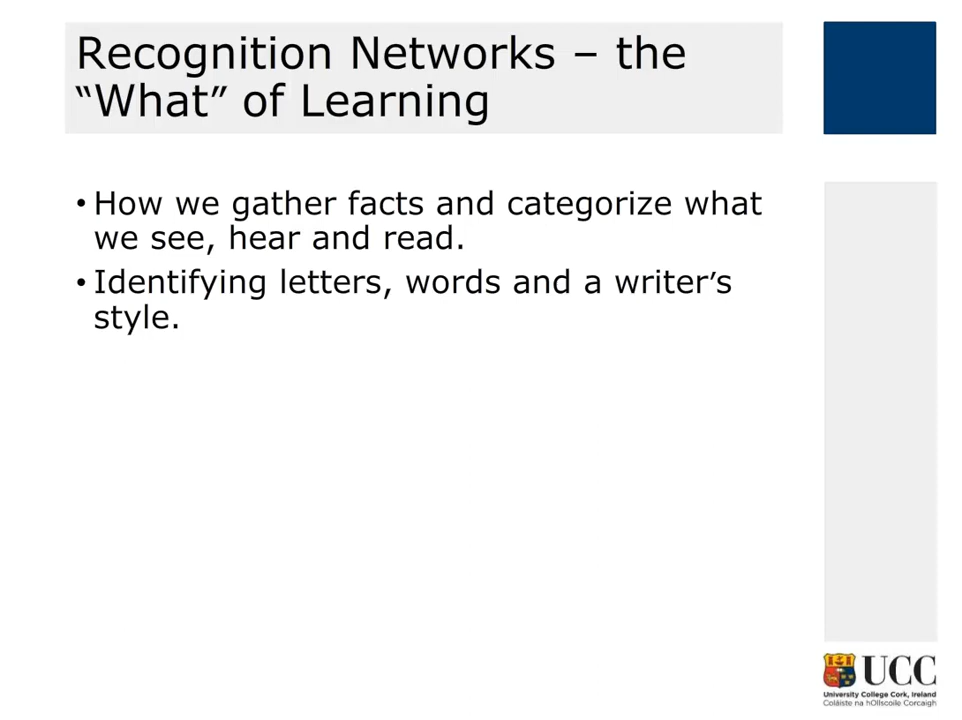 Recognition Networks – the
“What” of Learning
• How we gather facts and categorize what
we see, hear and read.
• Identifying letters, words and a writer’s
style.
UCC
University College Cork, Ireland
Coláiste na hOllscoile Corcaigh